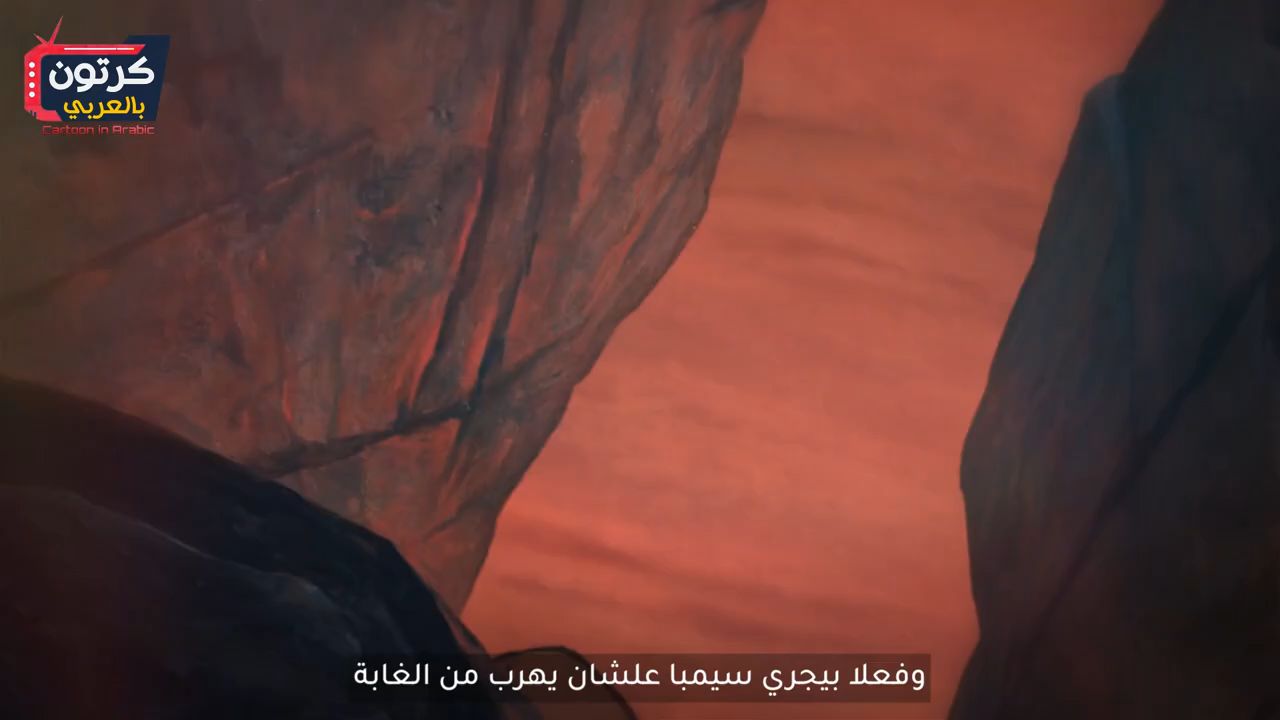 كرتون
بالعربي
Cartoon in Arabic
وفعلا بيجري سيمبا علشان يهرب من الغابة